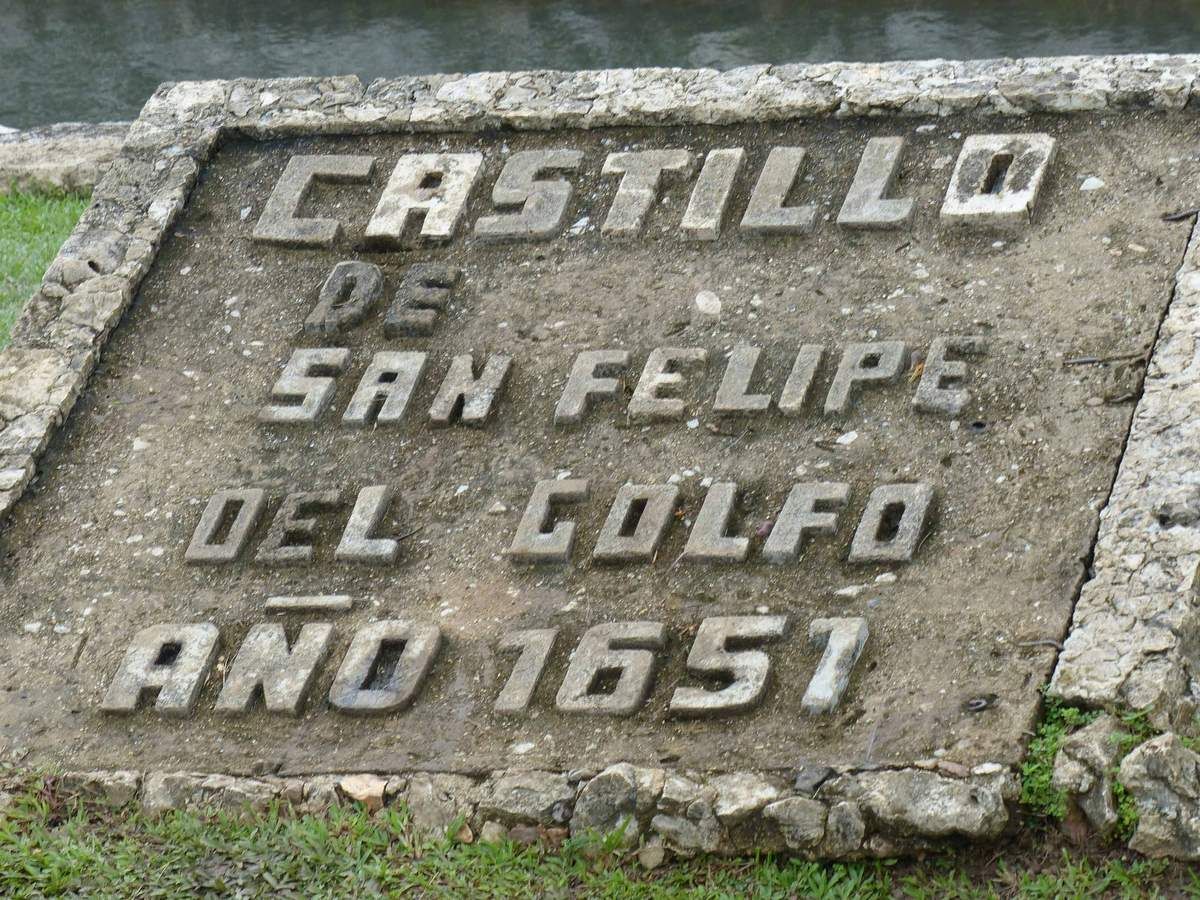 CASTILLO
DE
SAN FELIPE
DEL GOLFO
AÑO 1651